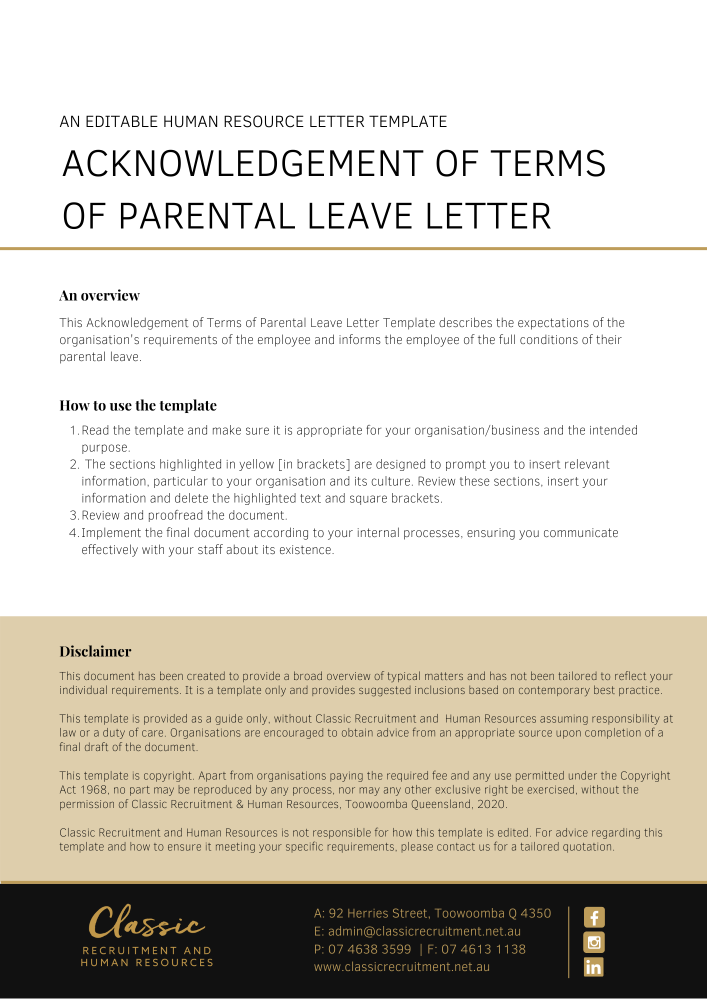 AN EDITABLE HUMAN RESOURCE LETTER TEMPLATE
ACKNOWLEDGEMENT OF TERMS
OF PARENTAL LEAVE LETTER
An overview
This Acknowledgement of Terms of Parental Leave Letter Template describes the expectations of the
organisation's requirements of the employee and informs the employee of the full conditions of their
parental leave.
How to use the template
1. Read the template and make sure it is appropriate for your organisation/business and the intended
purpose.
2. The sections highlighted in yellow [in brackets] are designed to prompt you to insert relevant
information, particular to your organisation and its culture. Review these sections, insert your
information and delete the highlighted text and square brackets.
3. Review and proofread the document.
4. Implement the final document according to your internal processes, ensuring you communicate
effectively with your staff about its existence.
Disclaimer
This document has been created to provide a broad overview of typical matters and has not been tailored to reflect your
individual requirements. It is a template only and provides suggested inclusions based on contemporary best practice.
This template is provided as a guide only, without Classic Recruitment and Human Resources assuming responsibility at
law or a duty of care. Organisations are encouraged to obtain advice from an appropriate source upon completion of a
final draft of the document.
This template is copyright. Apart from organisations paying the required fee and any use permitted under the Copyright
Act 1968, no part may be reproduced by any process, nor may any other exclusive right be exercised, without the
permission of Classic Recruitment & Human Resources, Toowoomba Queensland, 2020.
Classic Recruitment and Human Resources is not responsible for how this template is edited. For advice regarding this
template and how to ensure it meeting your specific requirements, please contact us for a tailored quotation.
Classic
RECRUITMENT AND
HUMAN RESOURCES
A: 92 Herries Street, Toowoomba Q 4350
E: admin@classicrecruitment.net.au
P: 07 4638 3599 | F: 07 4613 1138
www.classicrecruitment.net.au